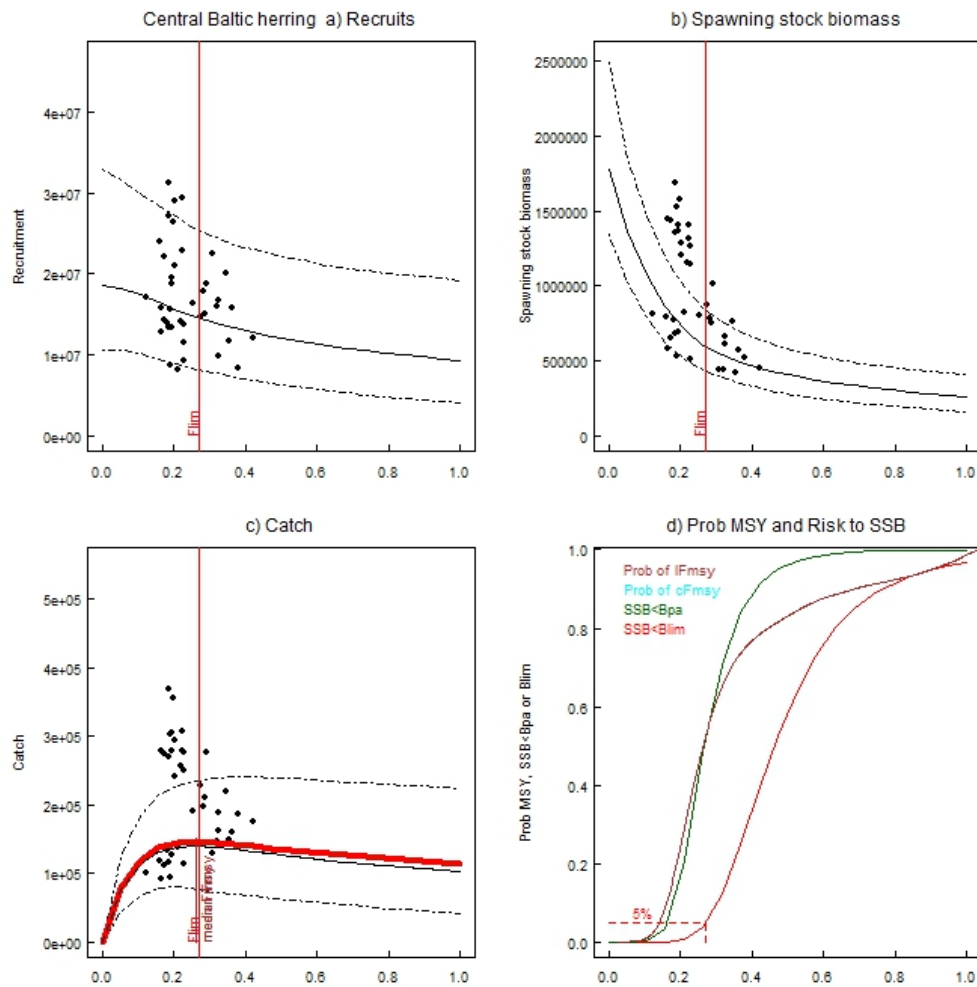 Central Baltic herring a) Recruits
Recruitment
4e+07
3e+07
2e+07
1e+07
0e+00
Flim
0.0 0.2 0.4 0.6 0.8 1.0
b) Spawning stock biomass
Spawning stock biomass
2500000
2000000
1500000
1000000
500000
0
Flim
0.0 0.2 0.4 0.6 0.8 1.0
c) Catch
Catch
5e+05
4e+05
3e+05
2e+05
1e+05
0e+00
Flim
0.0 0.2 0.4 0.6 0.8 1.0
d) Prob MSY and Risk to SSB
Prob MSY, SSB<Bpa or Blim
1.0
0.8
0.6
0.4
0.2
0.0
Prob of lFmsy
Prob of cFmsy
SSB<Bpa
SSB<Blim
5%
0.0 0.2 0.4 0.6 0.8 1.0